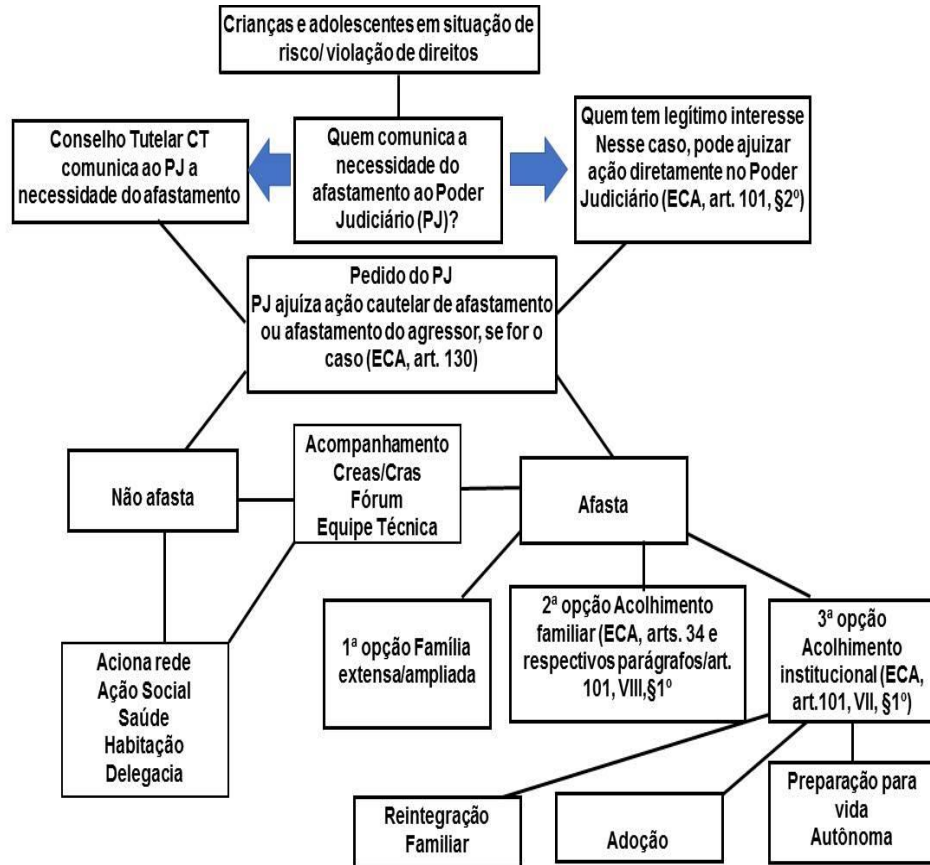 Crianças e adolescentes em situação de
risco/ violação de direitos
Conselho Tutelar CT
comunica ao PJ a
necessidade do afastamento
Quem comunica a
necessidade do
afastamento ao Poder
Judiciário (PJ)?
Quem tem legítimo interesse
Nesse caso, pode ajuizar
ação diretamente no Poder
Judiciário (ECA, art. 101, §2º)
Pedido do PJ
PJ ajuíza ação cautelar de afastamento
ou afastamento do agressor, se for o
caso (ECA, art. 130)
Não afasta
Acompanhamento
Creas/Cras
Fórum
Equipe Técnica
Afasta
Aciona rede
Ação Social
Saúde
Habitação
Delegacia
1ª opção Família
extensa/ampliada
2ª opção Acolhimento
familiar (ECA, arts. 34 e
respectivos parágrafos/art.
101, VIII,§1º
3ª opção
Acolhimento
institucional (ECA,
art.101, VII, §1º)
Reintegração
Familiar
Adoção
Preparação para
vida
Autônoma